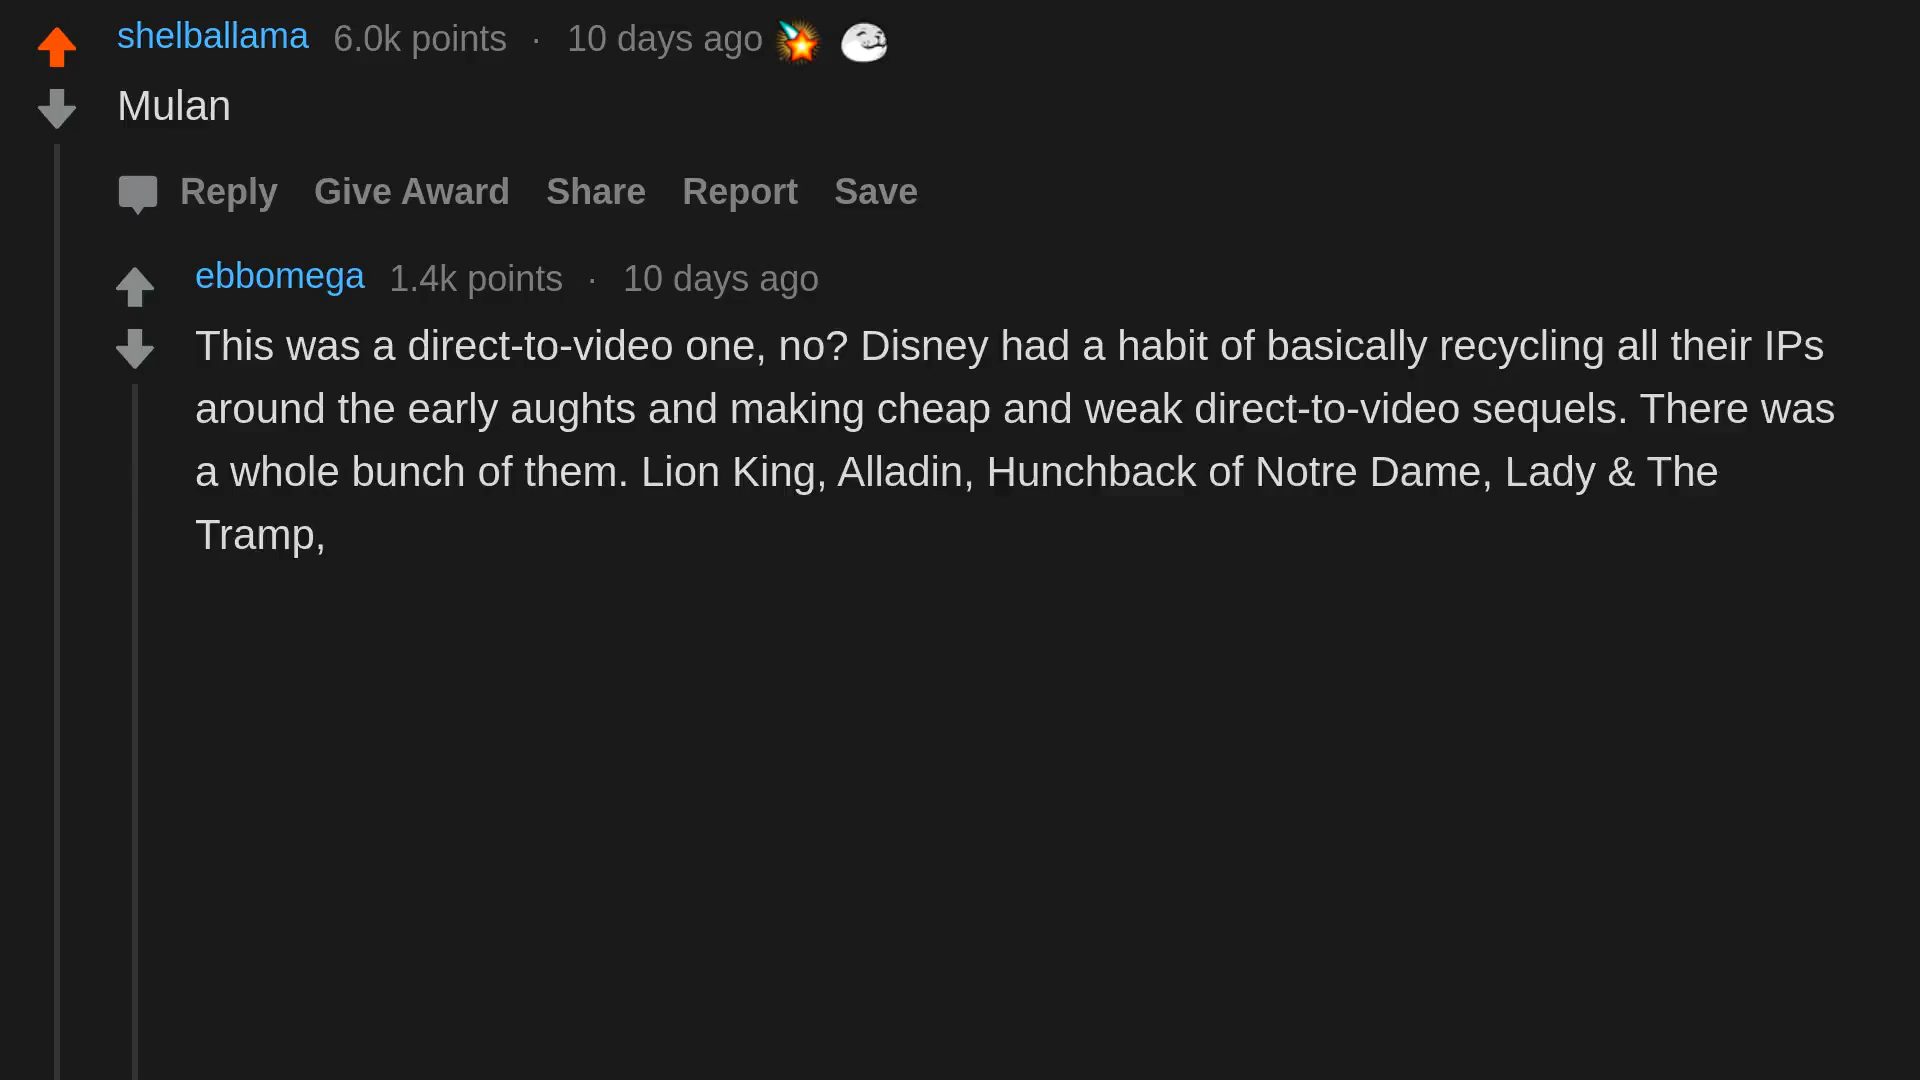 shelballama 6.0k points · 10 days ago
Mulan
Reply Give Award Share Report Save
ebbomega 1.4k points · 10 days ago
This was a direct-to-video one, no? Disney had a habit of basically recycling all their IPs
around the early aughts and making cheap and weak direct-to-video sequels. There was
a whole bunch of them. Lion King, Alladin, Hunchback of Notre Dame, Lady & The
Tramp,